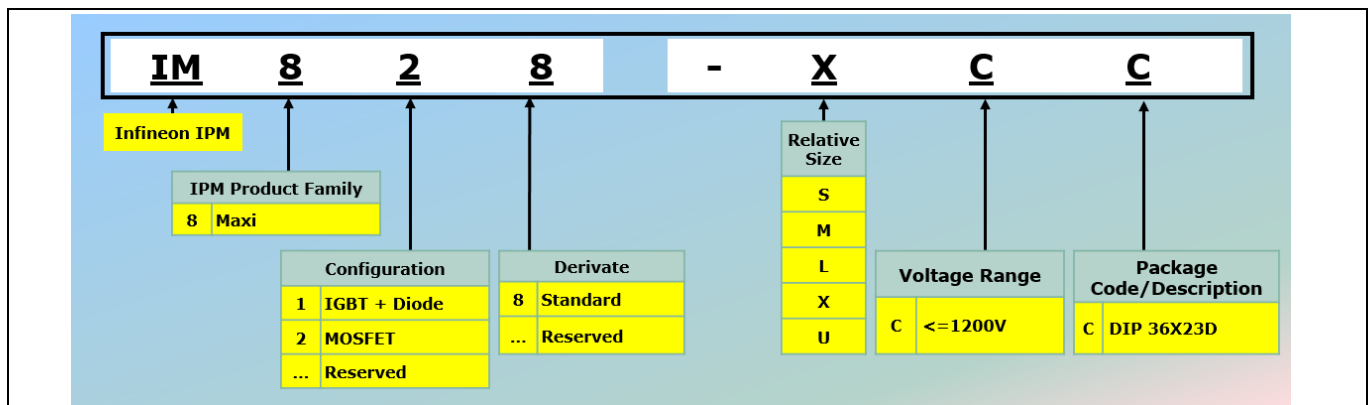 IM 8 2 8 - X C C
Infineon IPM
IPM Product Family
8 Maxi
Configuration
1 IGBT + Diode
2 MOSFET
... Reserved
Derivate
8 Standard
... Reserved
Relative
Size
S
M
L
X
U
Voltage Range
C <=1200V
Package
Code/Description
C DIP 36X23D